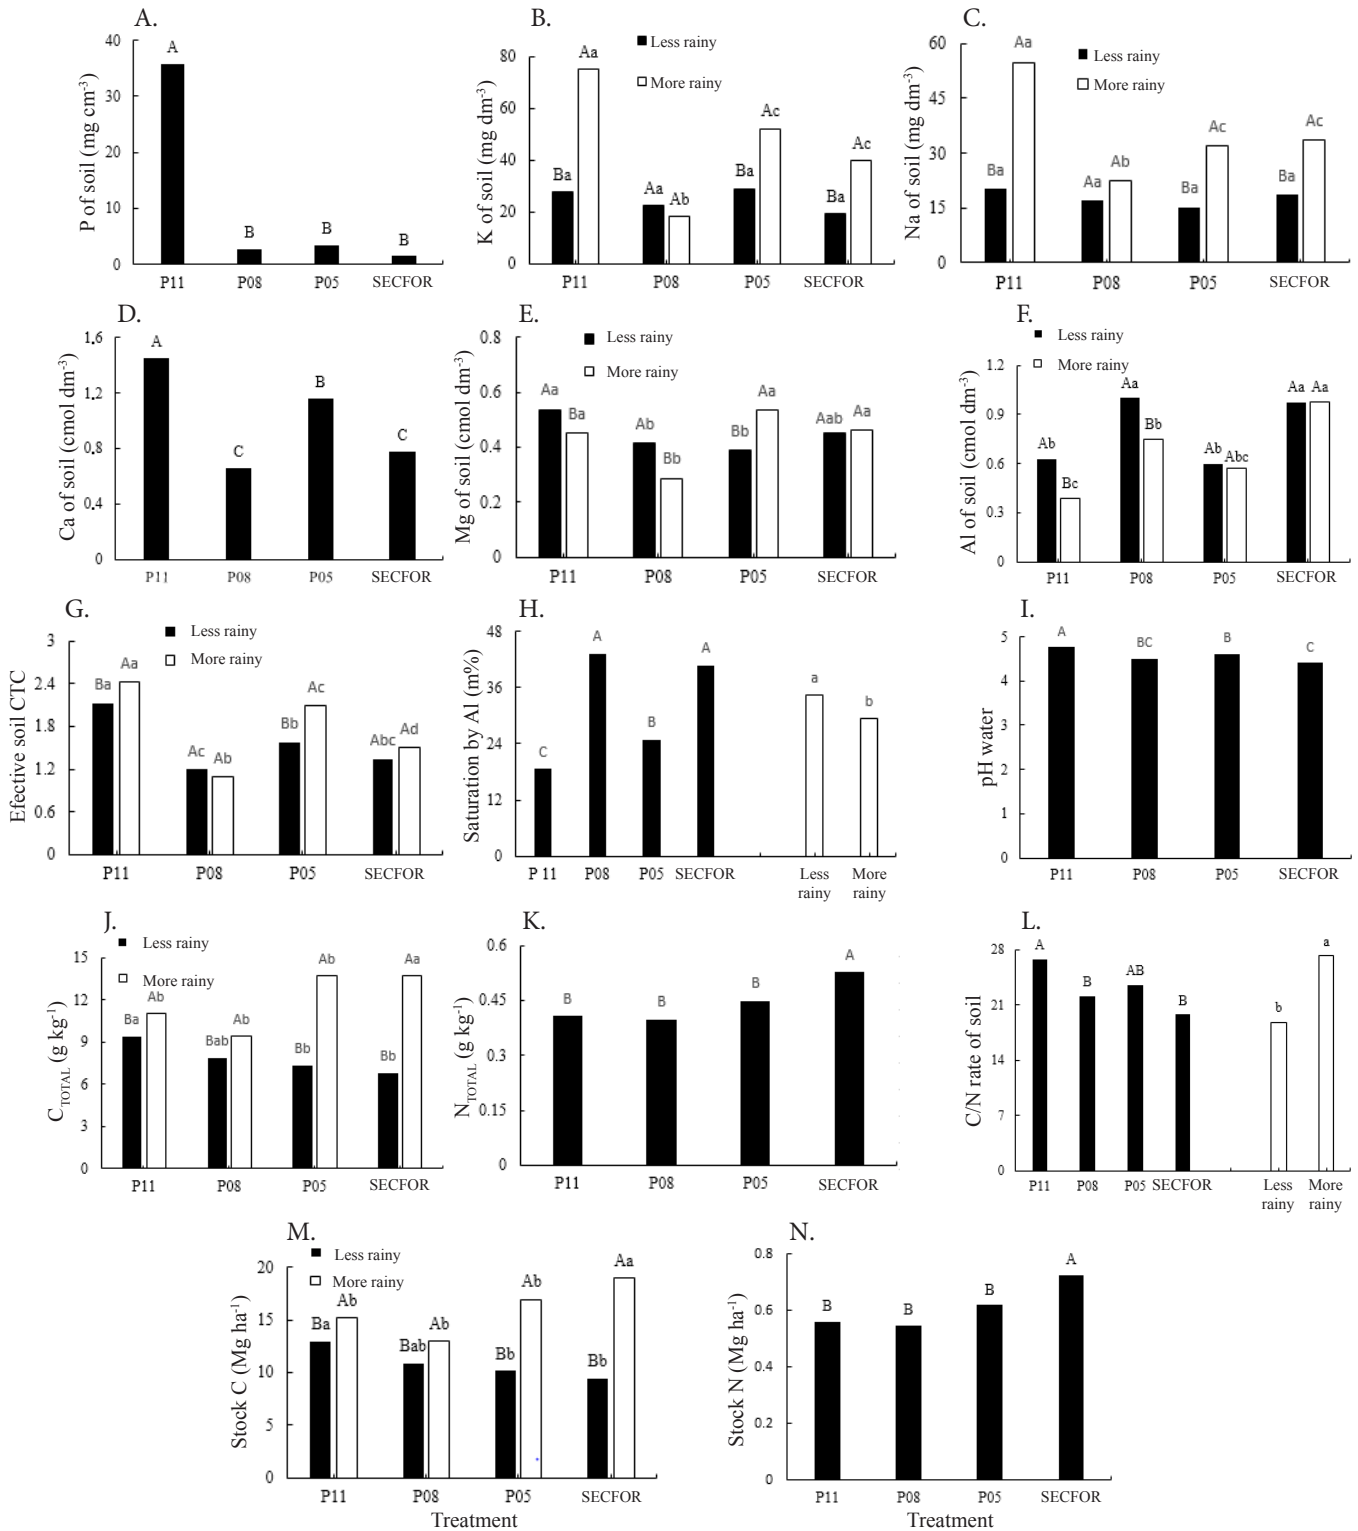 A.
P of soil (mg cm-3)
40
30
20
10
0
A
B
B
B
P11 P08 P05 SECFOR
B.
Less rainy
More rainy
K of soil (mg dm-3)
80
60
40
20
0
Ba Aa Aa Ab Ba Ac Ba Ac
P11 P08 P05 SECFOR
C.
Less rainy
More rainy
Na of soil (mg dm-3)
60
45
30
15
0
Ba Aa Aa Ab Ba Ac Ba Ac
P11 P08 P05 SECFOR
D.
Ca of soil (cmol dm-3)
1,6
1,2
0,8
0,4
0
A C B C
P11 P08 P05 SECFOR
E.
Less rainy
More rainy
Mg of soil (cmol dm-3)
0.8
0.6
0.4
0.2
0
Aa Ba Ab Bb Bb Aa Aab Aa
P11 P08 P05 SECFOR
F.
Less rainy
More rainy
Al of soil (cmol dm-3)
1.2
0.9
0.6
0.3
0
Ab Bc Aa Bb Ab Abc Aa Aa
P11 P08 P05 SECFOR
G.
Less rainy
More rainy
Efective soil CTC
3
2.4
1.8
1.2
0.6
0
Ba Aa Ac Ab Bb Ac Abc Ad
P11 P08 P05 SECFOR
H.
Saturation by Al (m%)
48
36
24
12
0
C A B A a b
P 11 P08 P05 SECFOR Less rainy More rainy
I.
pH water
5
4
3
2
1
0
A BC B C
P11 P08 P05 SECFOR
J.
Less rainy
More rainy
CTOTAL (g kg-1)
15
12
9
6
3
0
Ba Ab Bab Ab Bb Ab Bb Aa
P11 P08 P05 SECFOR
K.
NTOTAL (g kg-1)
0.6
0.45
0.3
0.15
0
B B B A
P11 P08 P05 SECFOR
L.
C/N rate of soil
28
21
14
7
0
A B AB B b a
P11 P08 P05 SECFOR Less rainy More rainy
M.
Less rainy
More rainy
Stock C (Mg ha-1)
20
15
10
5
0
Ba Ab Bab Ab Bb Ab Bb Aa
P11 P08 P05 SECFOR
Treatment
N.
Stock N (Mg ha-1)
0.8
0.6
0.4
0.2
0
B B B A
P11 P08 P05 SECFOR
Treatment